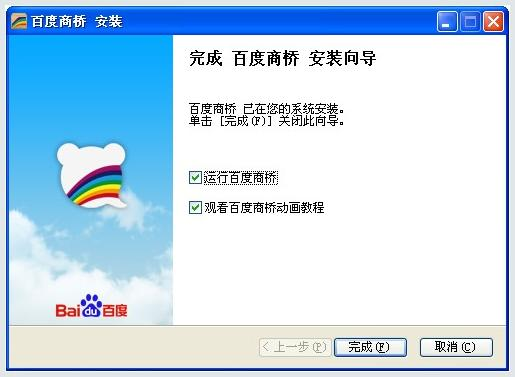 百度商桥 安装
完成 百度商桥 安装向导
百度商桥 已在您的系统安装。
单击 [完成(F)] 关闭此向导。
运行百度商桥
观看百度商桥动画教程
Bai du 百度
< 上一步(P)
完成(F)
取消(C)